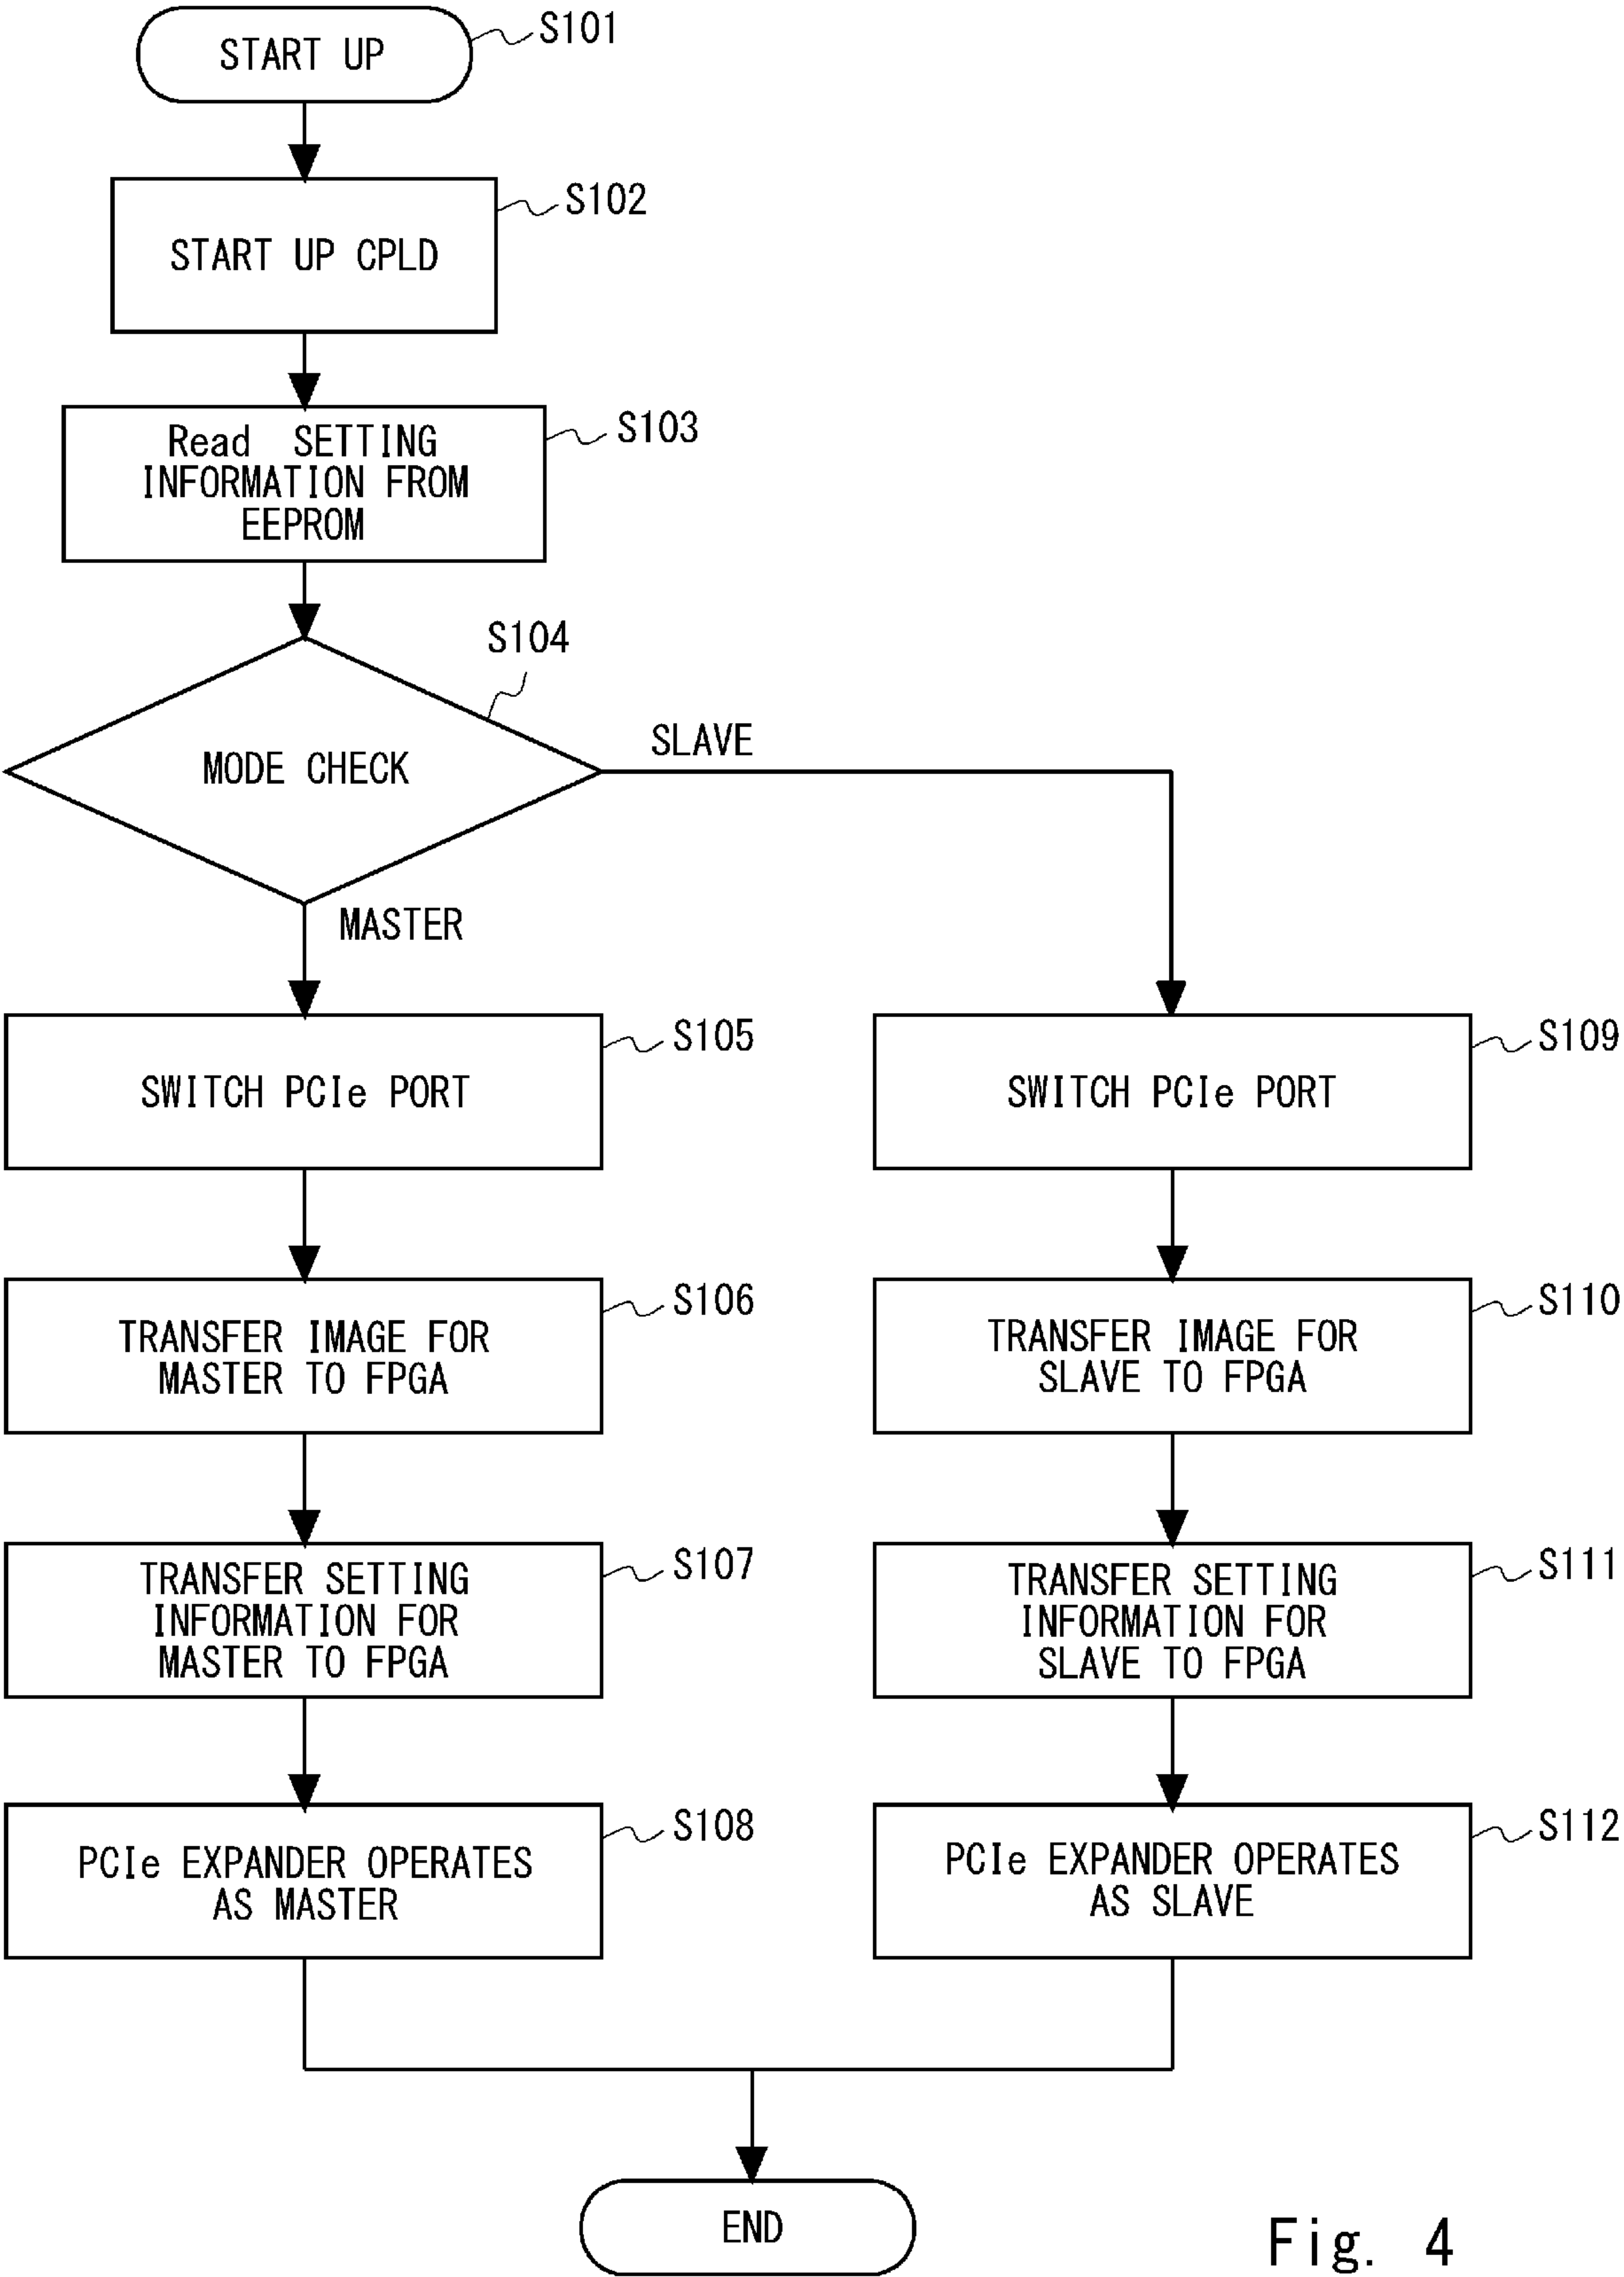 START UP
S101
START UP CPLD
S102
Read SETTING
INFORMATION FROM
EEPROM
S103
MODE CHECK
S104
SLAVE
MASTER
SWITCH PCIe PORT
S105
TRANSFER IMAGE FOR
MASTER TO FPGA
S106
TRANSFER SETTING
INFORMATION FOR
MASTER TO FPGA
S107
PCIe EXPANDER OPERATES
AS MASTER
S108
SWITCH PCIe PORT
S109
TRANSFER IMAGE FOR
SLAVE TO FPGA
S110
TRANSFER SETTING
INFORMATION FOR
SLAVE TO FPGA
S111
PCIe EXPANDER OPERATES
AS SLAVE
S112
END
Fig. 4